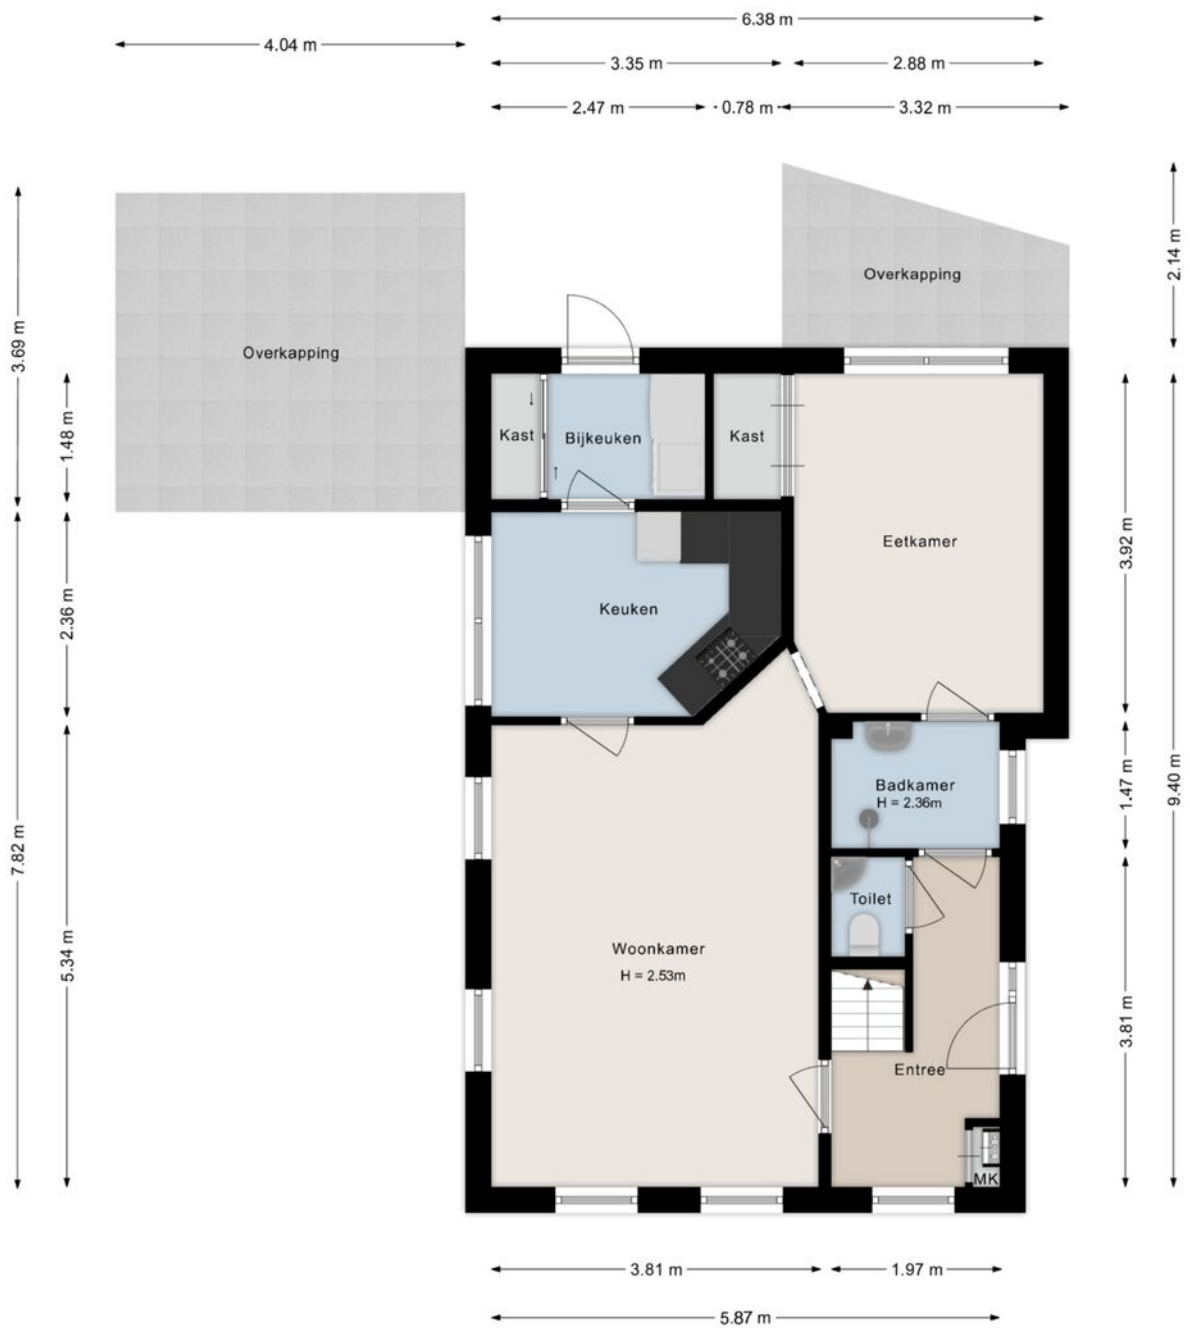 6.38 m
4.04 m
3.35 m
2.88 m
2.47 m
0.78 m
3.32 m
2.14 m
Overkapping
3.69 m
Overkapping
1.48 m
Kast
Bijkeuken
Kast
3.92 m
Eetkamer
2.36 m
Keuken
1.47 m
9.40 m
Badkamer
H = 2.36m
7.82 m
Toilet
5.34 m
Woonkamer
H = 2.53m
3.81 m
Entree
MK
3.81 m
1.97 m
5.87 m